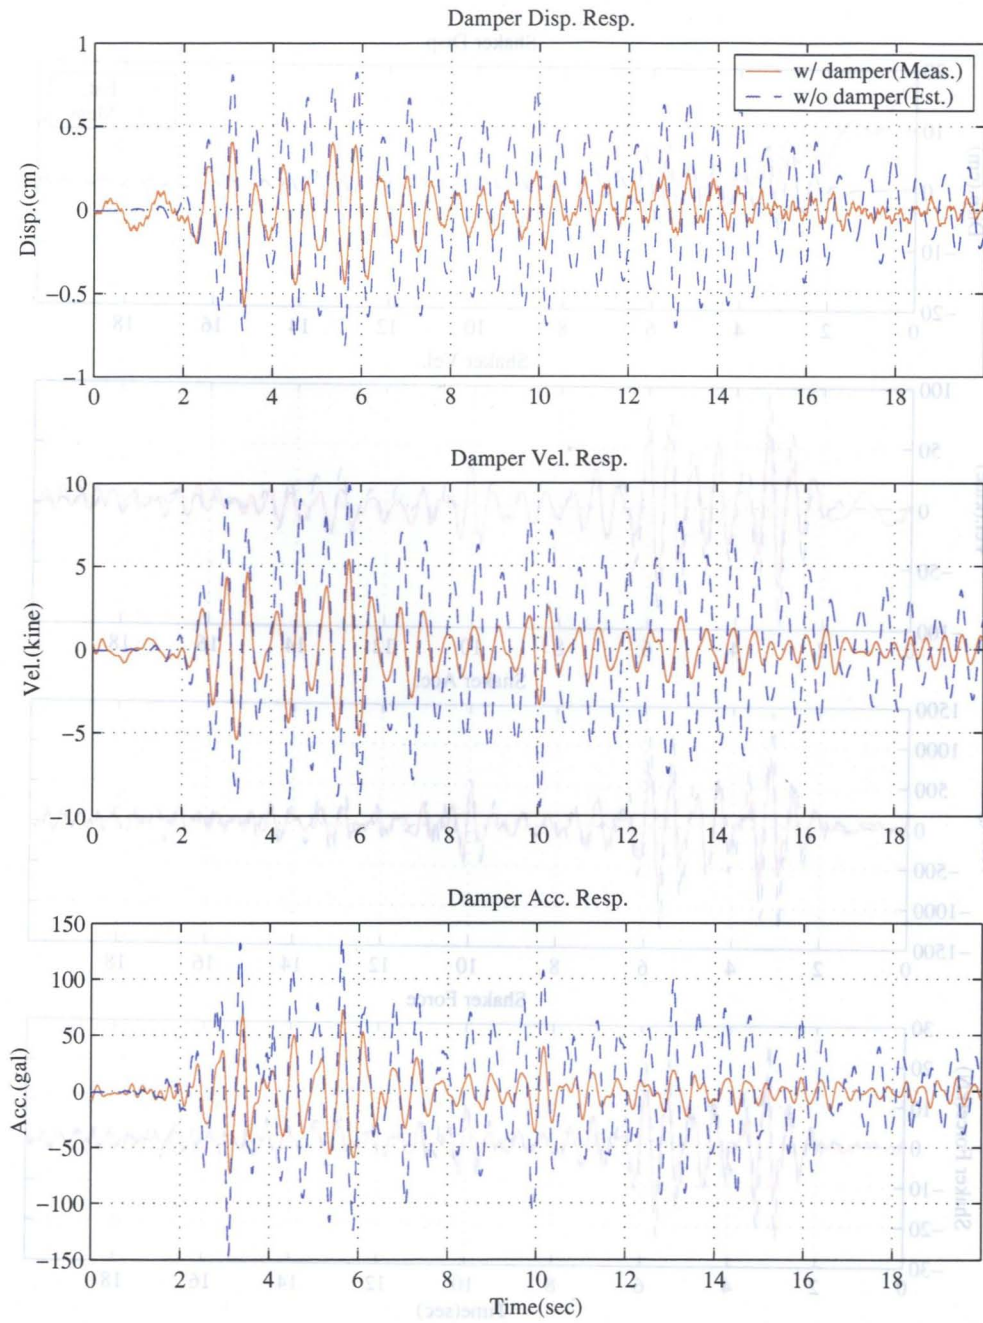 Damper Disp. Resp.
1
0.5
0
−0.5
−1
Disp.(cm)
w/ damper(Meas.)
w/o damper(Est.)
0 2 4 6 8 10 12 14 16 18
Damper Vel. Resp.
10
5
0
−5
−10
Vel.(kine)
0 2 4 6 8 10 12 14 16 18
Damper Acc. Resp.
150
100
50
0
−50
−100
−150
Acc.(gal)
0 2 4 6 8 10 12 14 16 18
Time(sec)